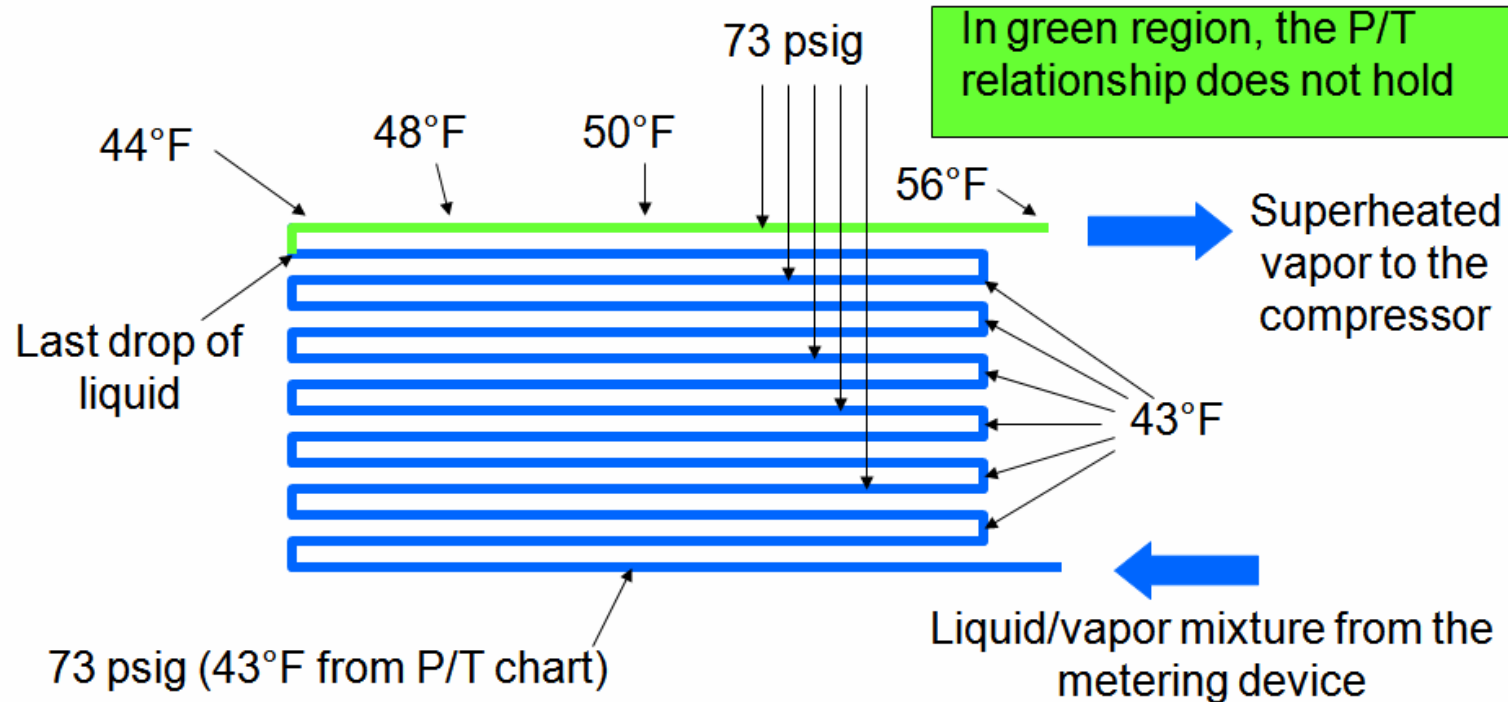 73 psig
In green region, the P/T
relationship does not hold
44°F
48°F
50°F
56°F
Superheated
vapor to the
compressor
Last drop of
liquid
43°F
73 psig (43°F from P/T chart)
Liquid/vapor mixture from the
metering device